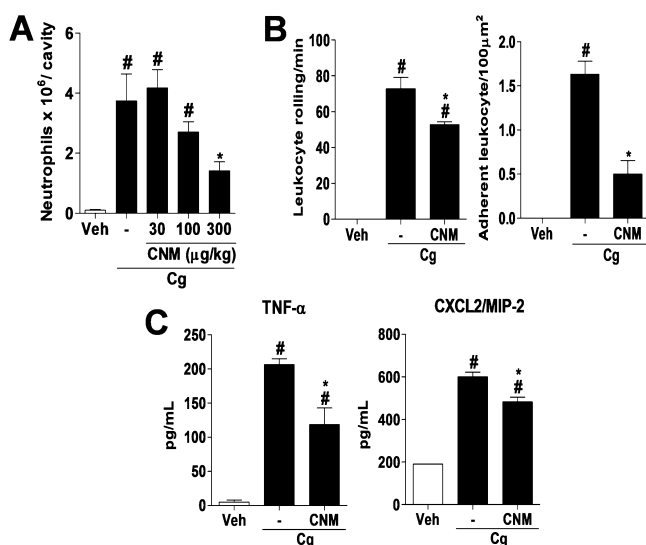 A
Neutrophils x 10⁶/ cavity
6
4
2
0
# # # *
Veh - 30 100 300
CNM (μg/kg)
Cg
B
Leukocyte rolling/min
80
60
40
20
0
#
*
#
Veh - CNM
Cg
Adherent leukocyte/100μm²
2.0
1.5
1.0
0.5
0.0
#
*
Veh - CNM
Cg
C
TNF-α
pg/mL
250
200
150
100
50
0
#
*
#
Veh - CNM
Cg
CXCL2/MIP-2
pg/mL
800
600
400
200
0
#
*
#
Veh - CNM
Cg